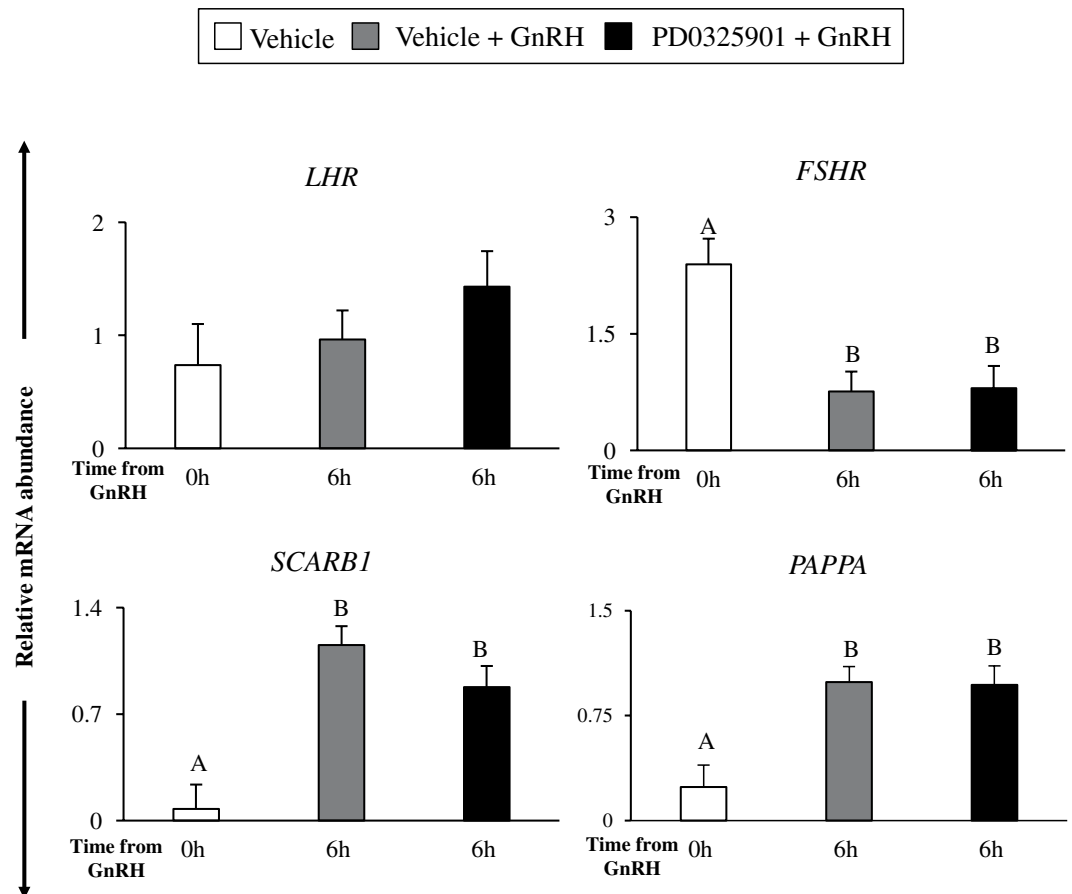 Vehicle Vehicle + GnRH PD0325901 + GnRH
Relative mRNA abundance
LHR
2
1
0
Time from
GnRH
0h 6h 6h
FSHR
3
1.5
0
A
B
B
Time from
GnRH
0h 6h 6h
SCARB1
1.4
0.7
0
A
B
B
Time from
GnRH
0h 6h 6h
PAPPA
1.5
0.75
0
A
B
B
Time from
GnRH
0h 6h 6h